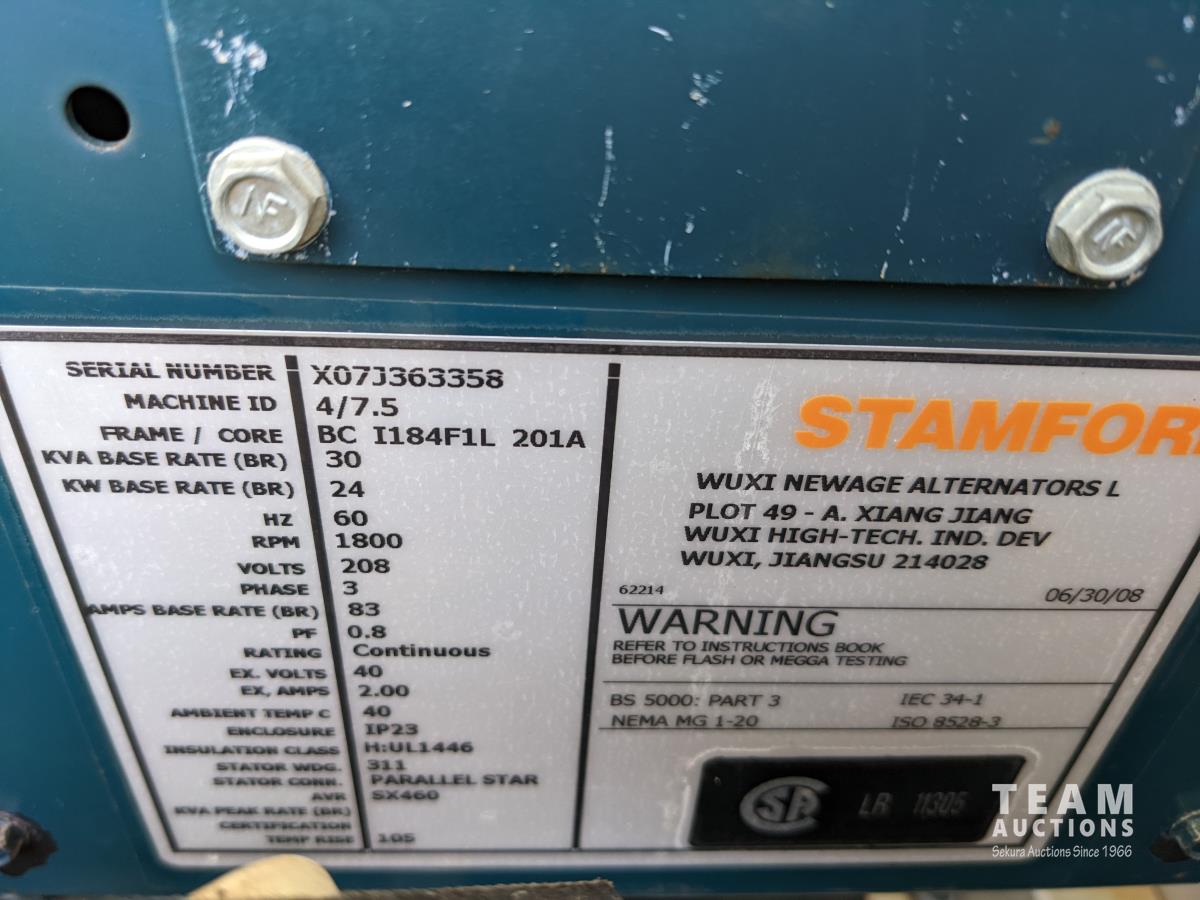 IF
IF
SERIAL NUMBER X07J363358
MACHINE ID 4/7.5
FRAME / CORE BC I184F1L 201A
KVA BASE RATE (BR) 30
KW BASE RATE (BR) 24
HZ 60
RPM 1800
VOLTS 208
PHASE 3
AMPS BASE RATE (BR) 83
PF 0.8
RATING Continuous
EX. VOLTS 40
EX, AMPS 2.00
AMBIENT TEMP C 40
ENCLOSURE IP23
INSULATION CLASS H:UL1446
STATOR WDG. 311
STATOR CONN. PARALLEL STAR
AVR SX460
KVA PEAK RATE (BR)
CERTIFICATION
TEMP RISE 105
STAMFOR
WUXI NEWAGE ALTERNATORS L
PLOT 49 - A. XIANG JIANG
WUXI HIGH-TECH. IND. DEV
WUXI, JIANGSU 214028
62214 06/30/08
WARNING
REFER TO INSTRUCTIONS BOOK
BEFORE FLASH OR MEGGA TESTING
BS 5000: PART 3 IEC 34-1
NEMA MG 1-20 ISO 8528-3
SA LR 11305
TEAM
AUCTIONS
Sekura Auctions Since 1966